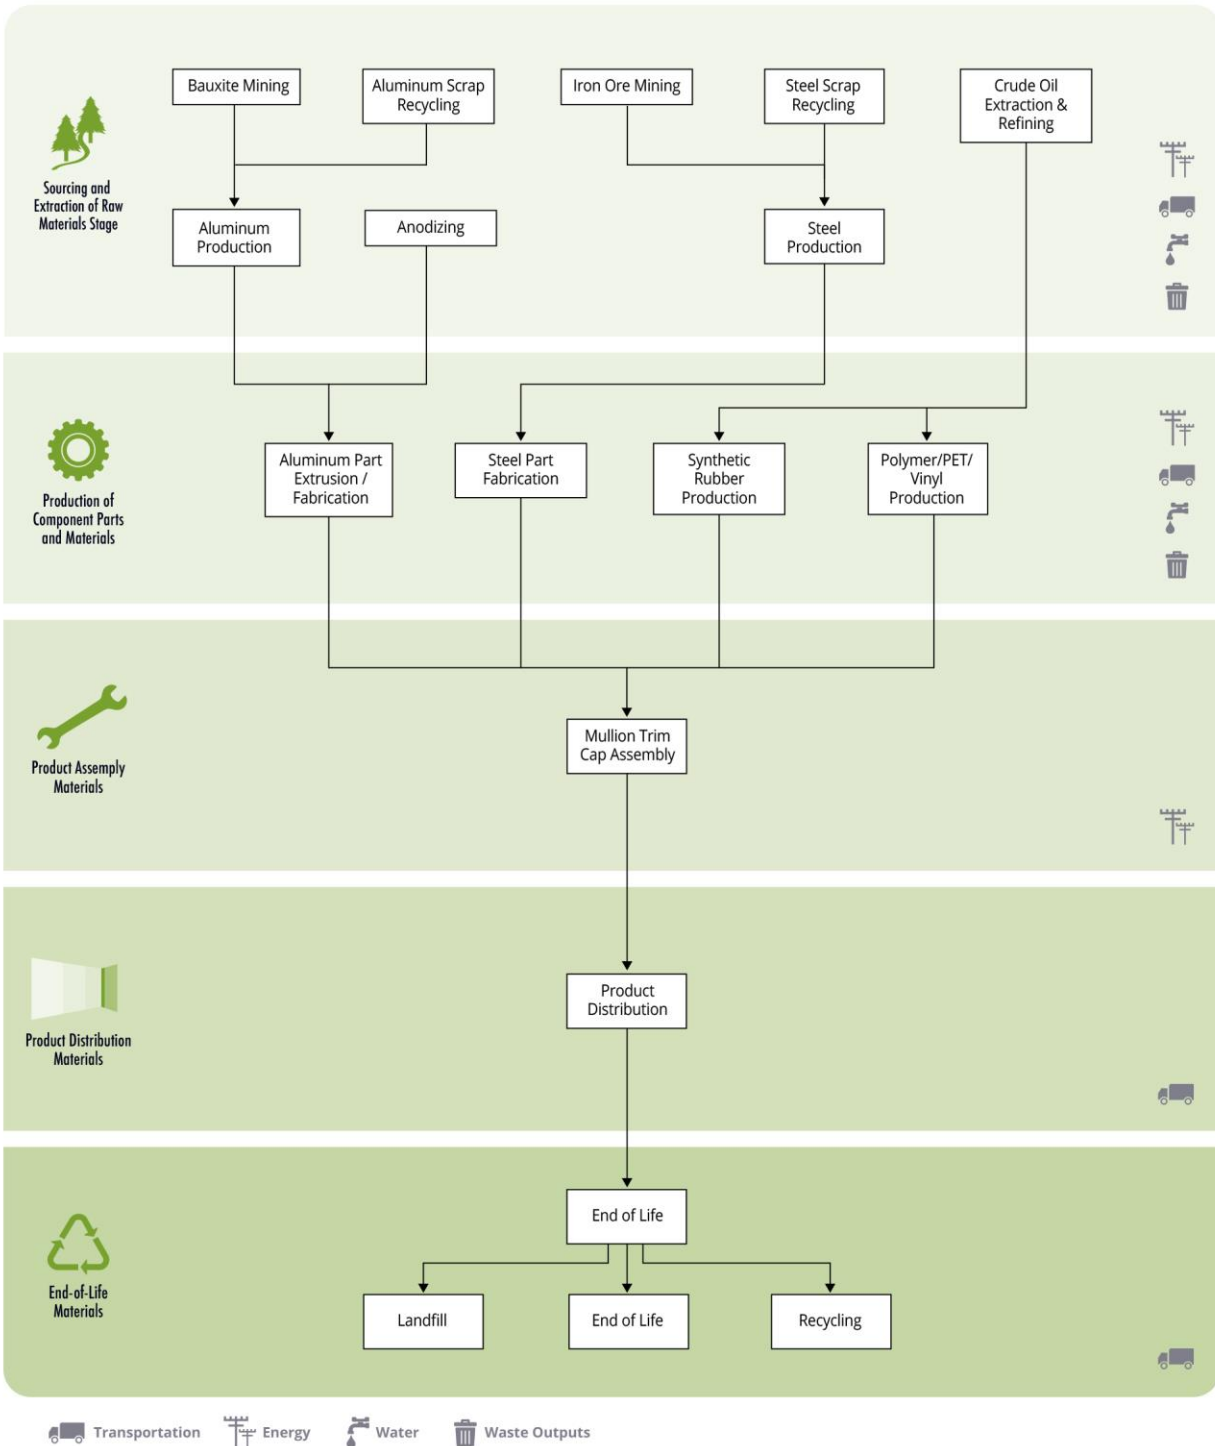 Bauxite Mining
Aluminum Scrap
Recycling
Iron Ore Mining
Steel Scrap
Recycling
Crude Oil
Extraction &
Refining
Sourcing and
Extraction of Raw
Materials Stage
Aluminum
Production
Anodizing
Steel
Production
Production of
Component Parts
and Materials
Aluminum Part
Extrusion /
Fabrication
Steel Part
Fabrication
Synthetic
Rubber
Production
Polymer/PET/
Vinyl
Production
Product Assemply
Materials
Mullion Trim
Cap Assembly
Product Distribution
Materials
Product
Distribution
End-of-Life
Materials
End of Life
Landfill
End of Life
Recycling
Transportation
Energy
Water
Waste Outputs